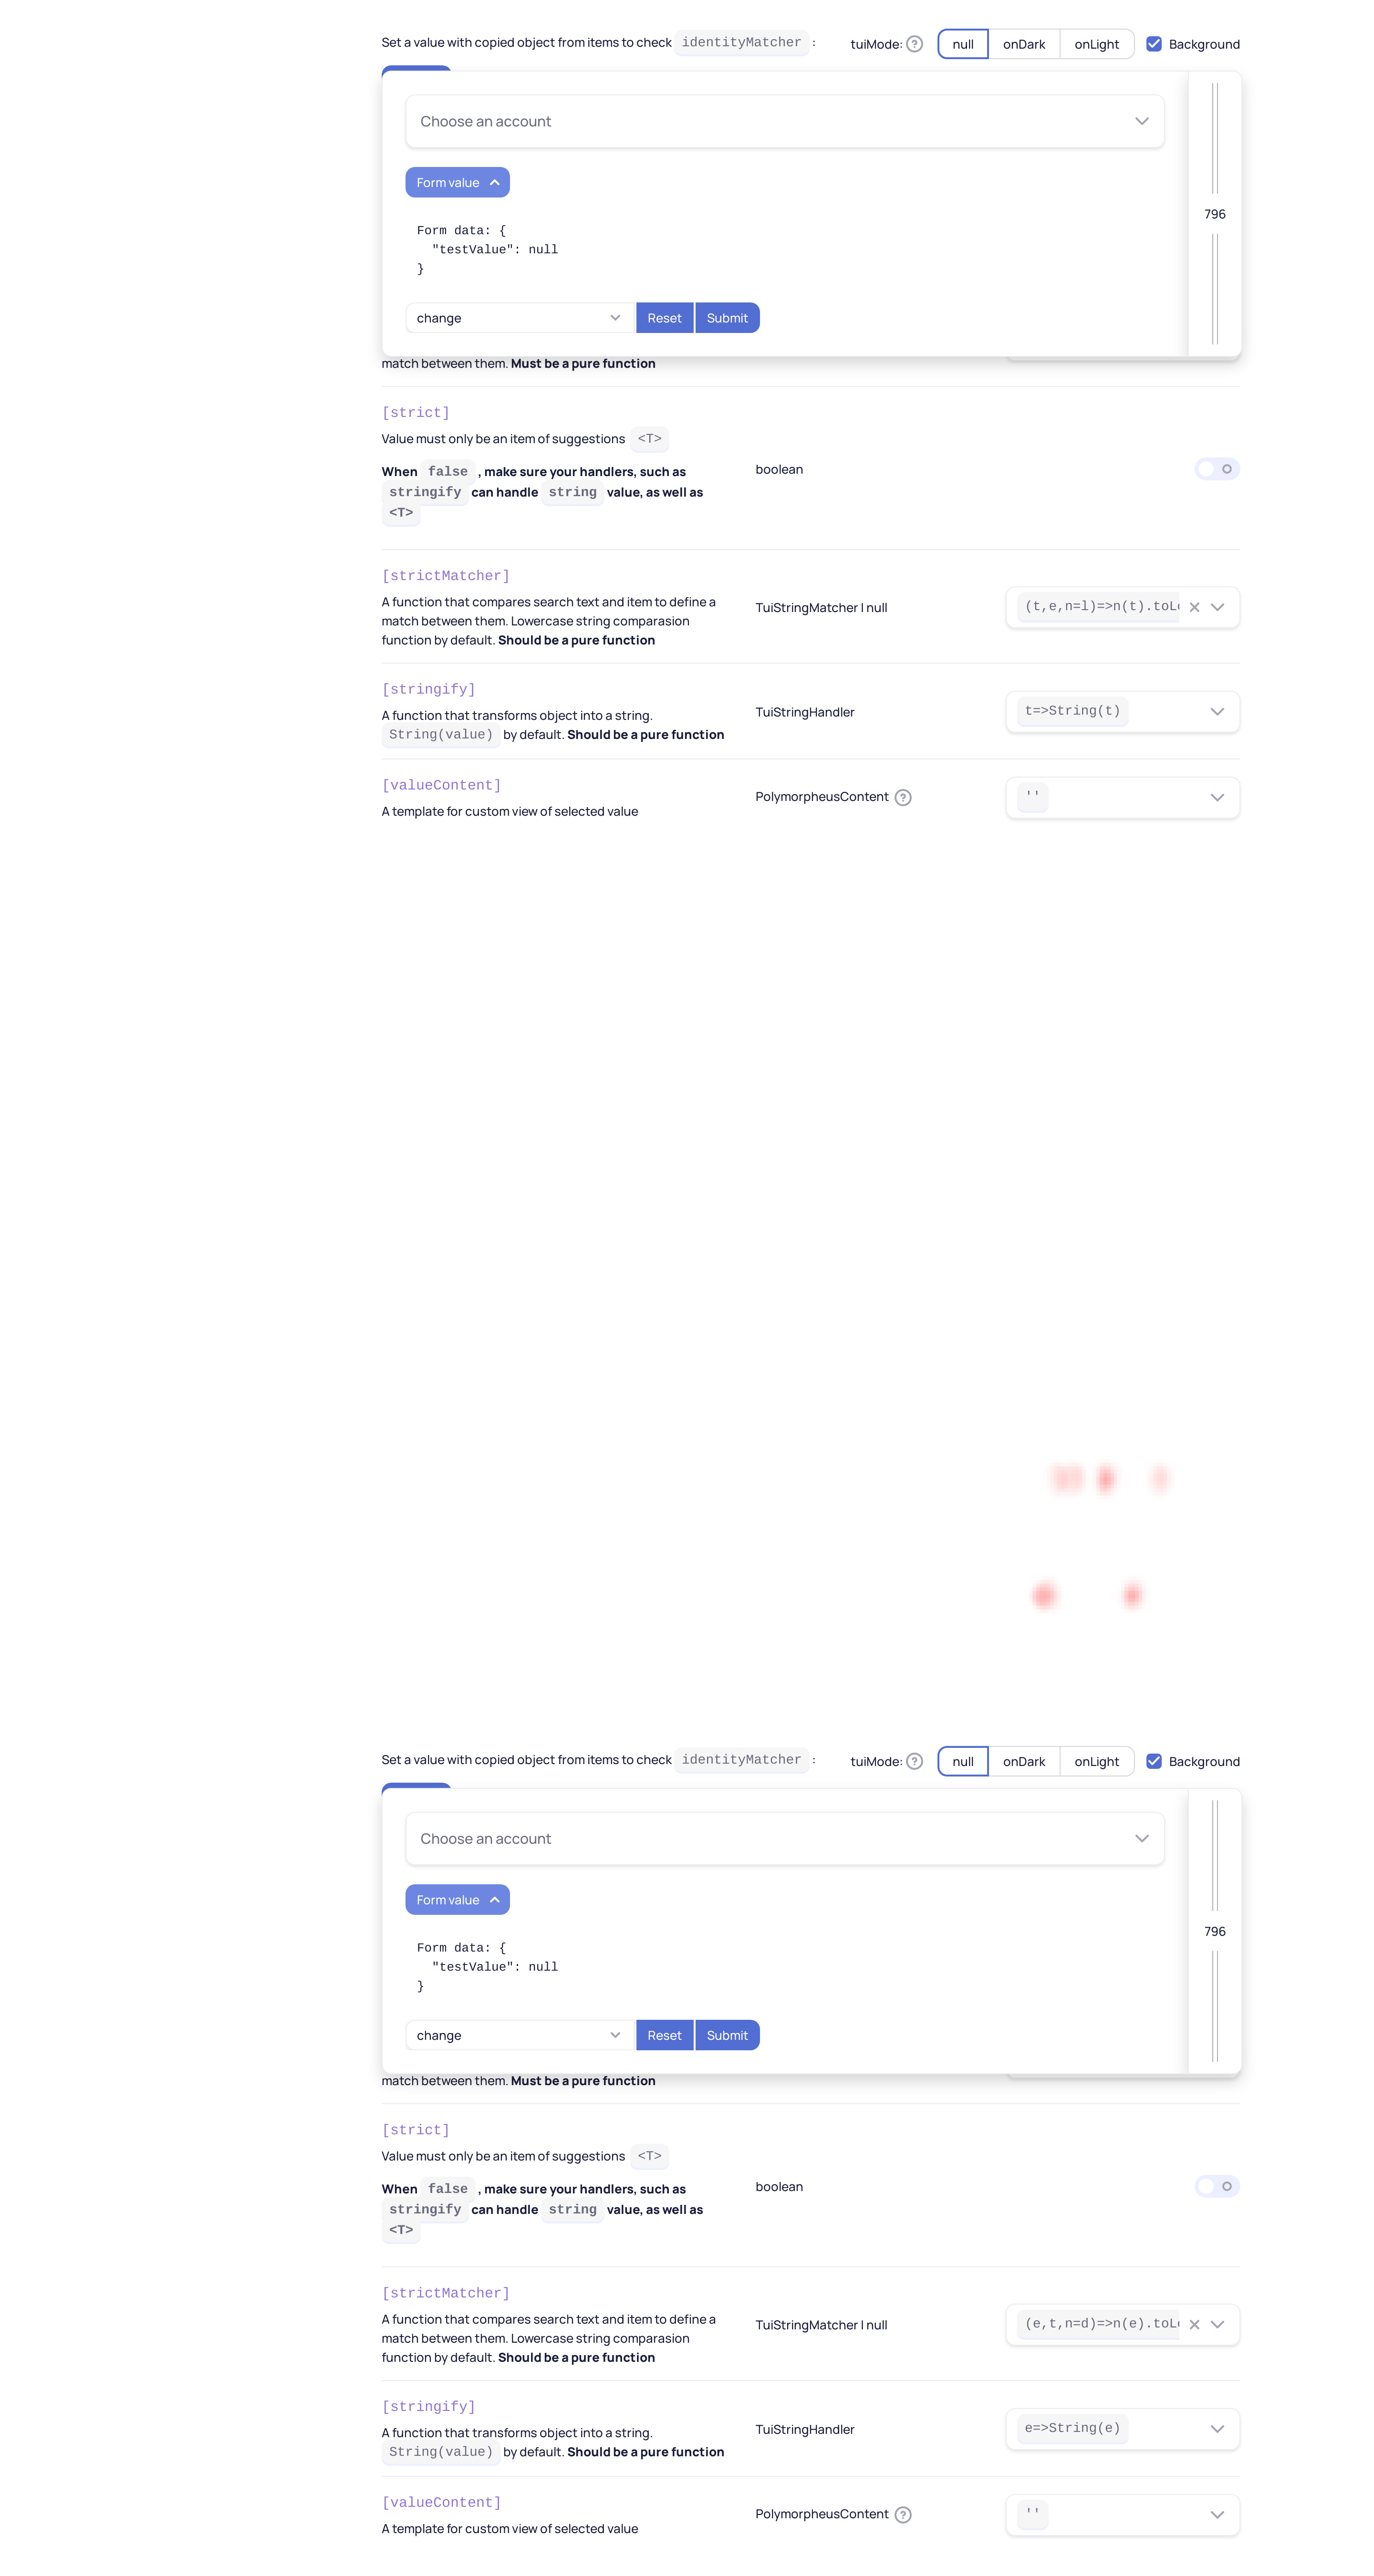 Set a value with copied object from items to check identityMatcher : tuiMode: ? null onDark onLight Background
Choose an account
Form value
796
Form data: {
"testValue": null
}
change Reset Submit
match between them. Must be a pure function
[strict]
Value must only be an item of suggestions <T>
When false , make sure your handlers, such as
boolean
stringify can handle string value, as well as
<T>
[strictMatcher]
A function that compares search text and item to define a
TuiStringMatcher | null (t,e,n=l)=>n(t).toL
match between them. Lowercase string comparasion
function by default. Should be a pure function
[stringify]
A function that transforms object into a string.
TuiStringHandler t=>String(t)
String(value) by default. Should be a pure function
[valueContent]
PolymorpheusContent ? ''
A template for custom view of selected value
Set a value with copied object from items to check identityMatcher : tuiMode: ? null onDark onLight Background
Choose an account
Form value
796
Form data: {
"testValue": null
}
change Reset Submit
match between them. Must be a pure function
[strict]
Value must only be an item of suggestions <T>
When false , make sure your handlers, such as
boolean
stringify can handle string value, as well as
<T>
[strictMatcher]
A function that compares search text and item to define a
TuiStringMatcher | null (e,t,n=d)=>n(e).toL
match between them. Lowercase string comparasion
function by default. Should be a pure function
[stringify]
A function that transforms object into a string.
TuiStringHandler e=>String(e)
String(value) by default. Should be a pure function
[valueContent]
PolymorpheusContent ? ''
A template for custom view of selected value